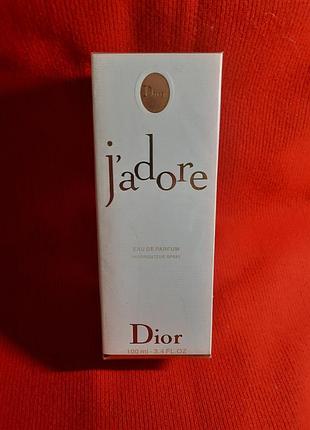 Dior
j'adore
EAU DE PARFUM
VAPORISATEUR SPRAY
Dior
100 ml - 3.4 FL.OZ